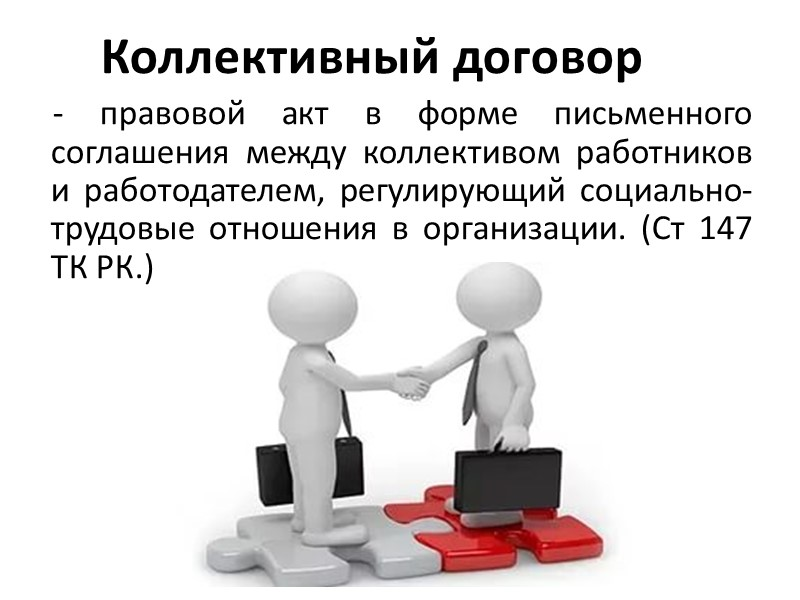 Коллективный договор
- правовой акт в форме письменного
соглашения между коллективом работников
и работодателем, регулирующий социально-
трудовые отношения в организации. (Ст 147
ТК РК.)